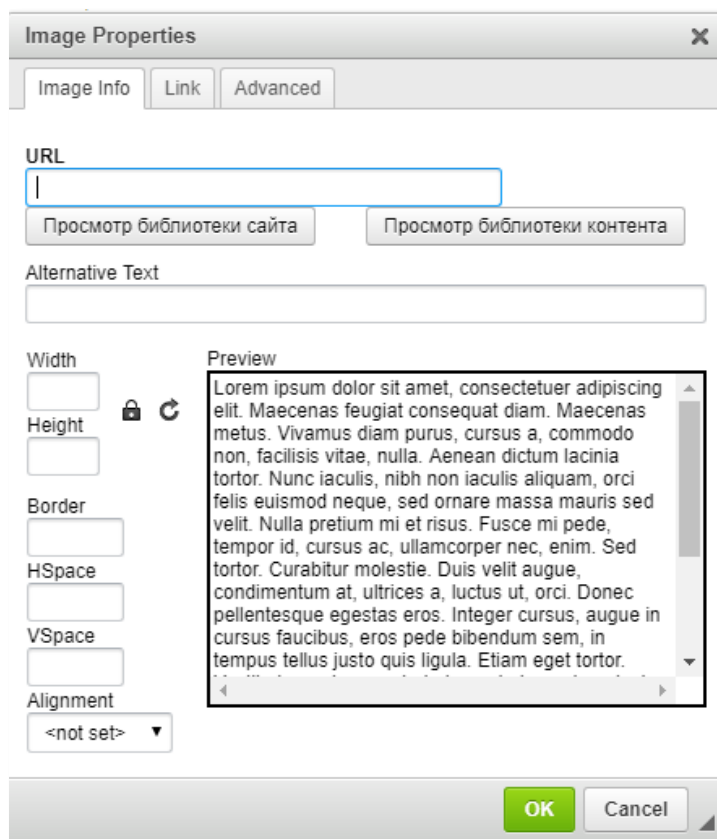 Image Properties
Image Info Link Advanced
URL
Просмотр библиотеки сайта Просмотр библиотеки контента
Alternative Text
Width
Height
Border
HSpace
VSpace
Alignment
<not set>
Preview
Lorem ipsum dolor sit amet, consectetuer adipiscing
elit. Maecenas feugiat consequat diam. Maecenas
metus. Vivamus diam purus, cursus a, commodo
non, facilisis vitae, nulla. Aenean dictum lacinia
tortor. Nunc iaculis, nibh non iaculis aliquam, orci
felis euismod neque, sed ornare massa mauris sed
velit. Nulla pretium mi et risus. Fusce mi pede,
tempor id, cursus ac, ullamcorper nec, enim. Sed
tortor. Curabitur molestie. Duis velit augue,
condimentum at, ultrices a, luctus ut, orci. Donec
pellentesque egestas eros. Integer cursus, augue in
cursus faucibus, eros pede bibendum sem, in
tempus tellus justo quis ligula. Etiam eget tortor.
OK Cancel